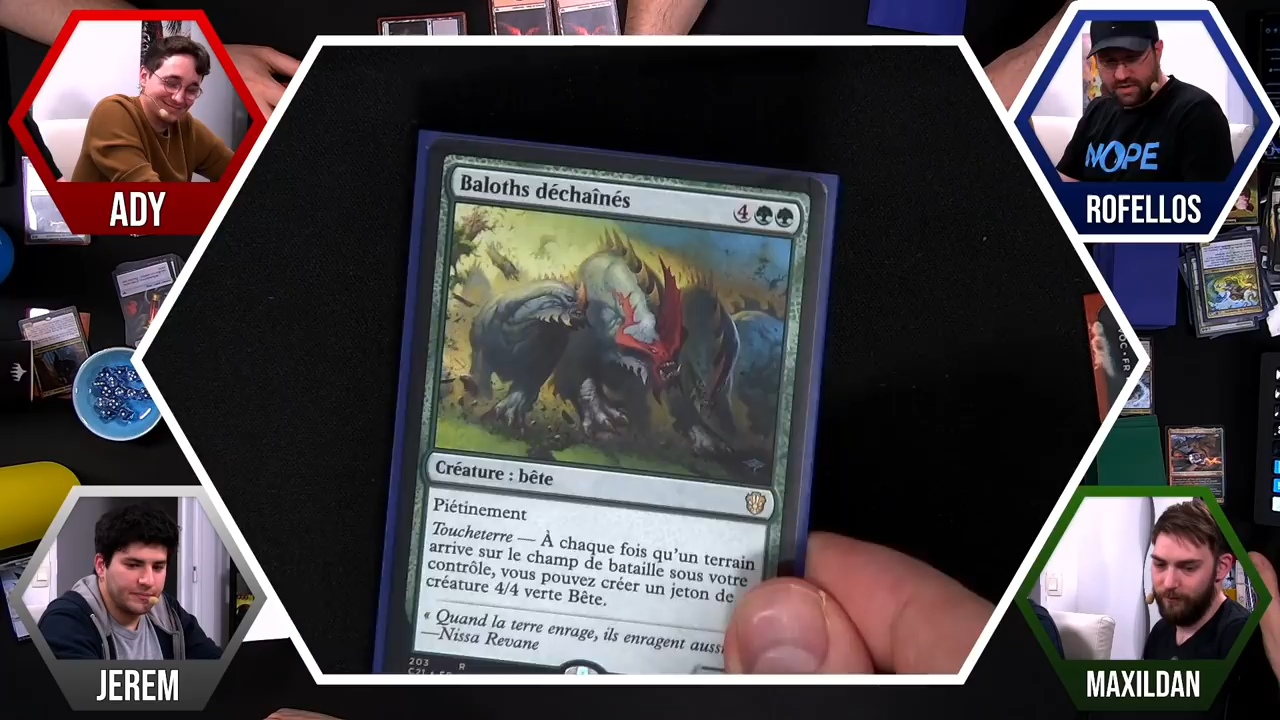 ADY
NOPE
ROFELLOS
Baloths déchaînés
4
Créature : bête
Piétinement
Toucheterre — À chaque fois qu'un terrain
arrive sur le champ de bataille sous votre
contrôle, vous pouvez créer un jeton de
créature 4/4 verte Bête.
« Quand la terre enrage, ils enragent aussi
—Nissa Revane
203 R
JEREM
MAXILDAN